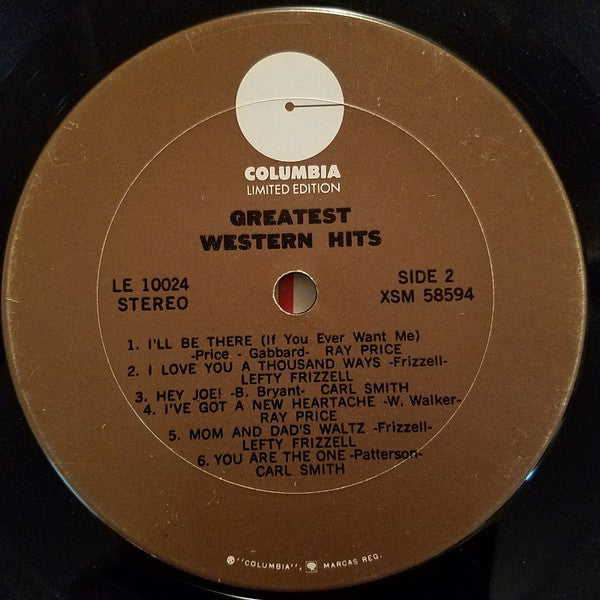 COLUMBIA
LIMITED EDITION
GREATEST
WESTERN HITS
LE 10024
STEREO
SIDE 2
XSM 58594
1. I'LL BE THERE (If You Ever Want Me)
-Price - Gabbard- RAY PRICE
2. I LOVE YOU A THOUSAND WAYS -Frizzell-
LEFTY FRIZZELL
3. HEY JOE! -B. Bryant- CARL SMITH
4. I'VE GOT A NEW HEARTACHE -W. Walker-
RAY PRICE
5. MOM AND DAD'S WALTZ -Frizzell-
LEFTY FRIZZELL
6. YOU ARE THE ONE -Patterson-
CARL SMITH
® "COLUMBIA", MARCAS REG.